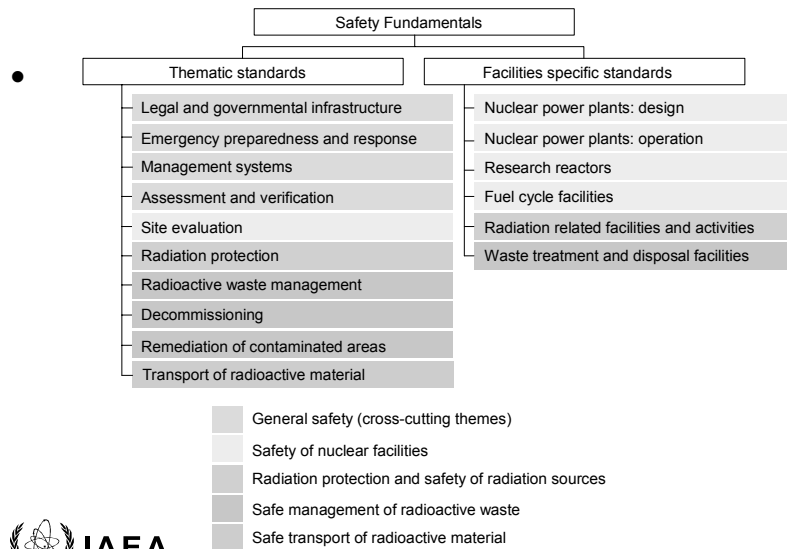 Safety Fundamentals
Thematic standards
Facilities specific standards
Legal and governmental infrastructure
Emergency preparedness and response
Management systems
Assessment and verification
Site evaluation
Radiation protection
Radioactive waste management
Decommissioning
Remediation of contaminated areas
Transport of radioactive material
Nuclear power plants: design
Nuclear power plants: operation
Research reactors
Fuel cycle facilities
Radiation related facilities and activities
Waste treatment and disposal facilities
General safety (cross-cutting themes)
Safety of nuclear facilities
Radiation protection and safety of radiation sources
Safe management of radioactive waste
Safe transport of radioactive material
IAEA